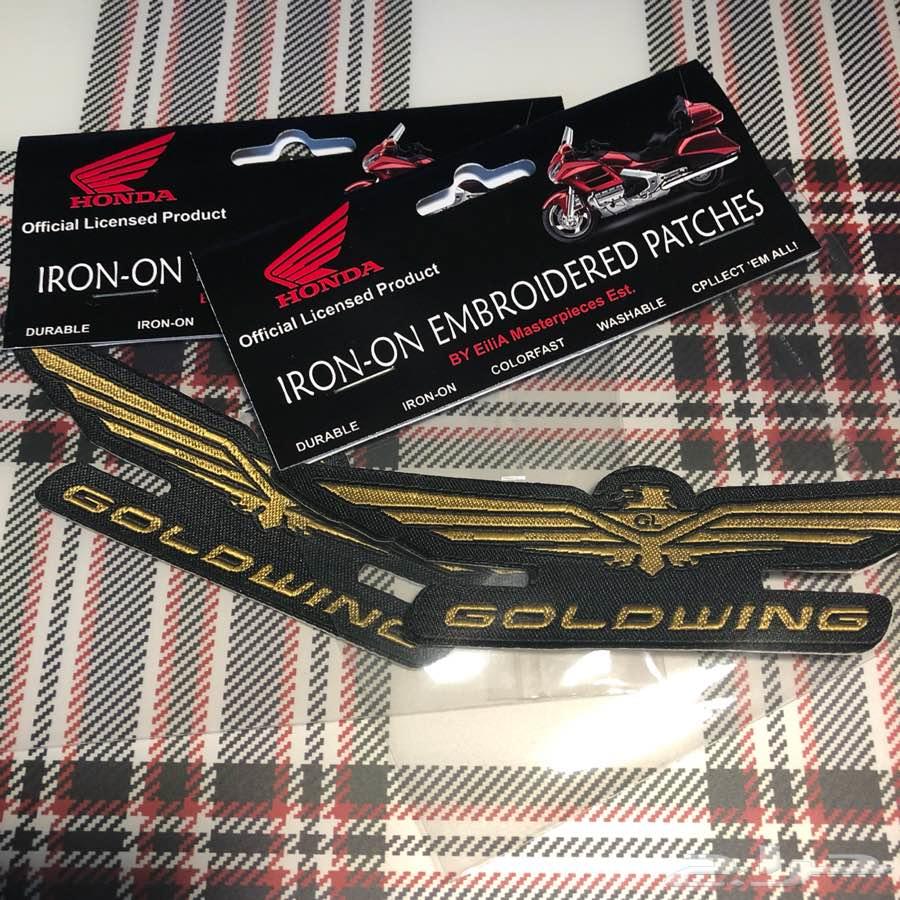 HONDA
Official Licensed Product
IRON-ON
DURABLE
IRON-ON
HONDA
Official Licensed Product
IRON-ON EMBROIDERED PATCHES
BY EiliA Masterpieces Est.
DURABLE
IRON-ON
COLORFAST
WASHABLE
CPLLECT 'EM ALL!
GOLDWING
GL
GOLDWING
حراج